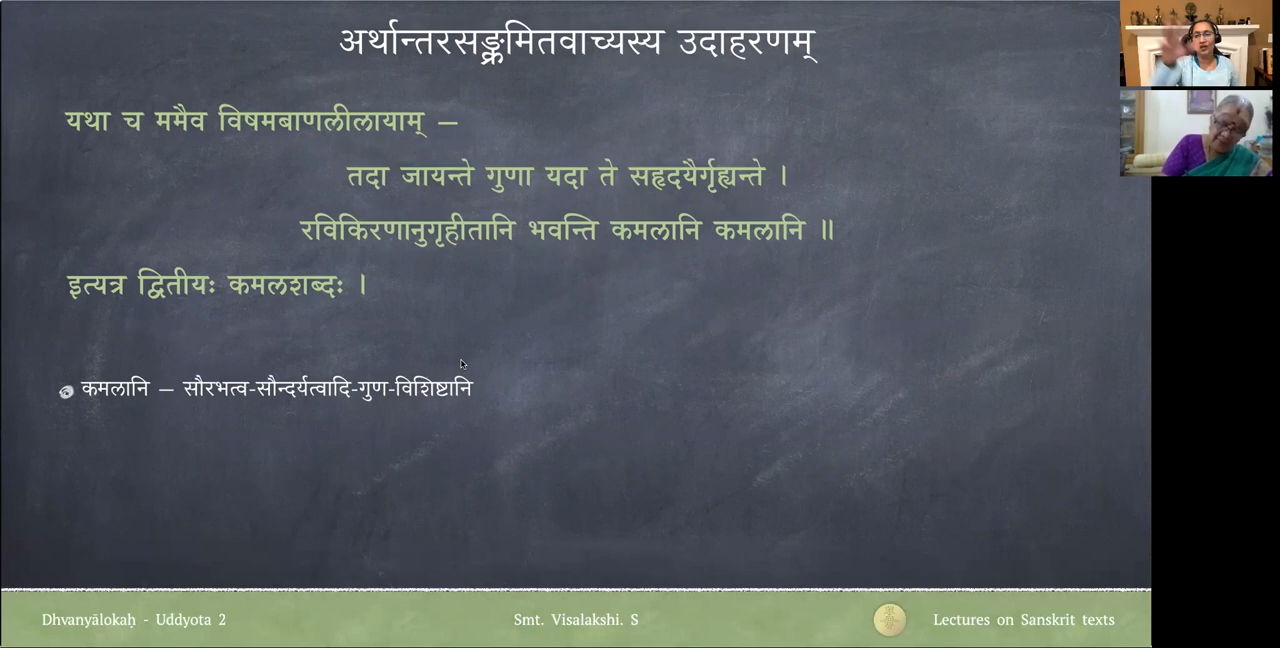 अर्थान्तरसङ्क्रमितवाच्यस्य उदाहरणम्
यथा च ममैव विषमबाणलीलायाम् –
तदा जायन्ते गुणा यदा ते सहृदयैर्गृह्यन्ते ।
रविकिरणानुगृहीतानि भवन्ति कमलानि कमलानि ॥
इत्यत्र द्वितीयः कमलशब्दः ।
कमलानि – सौरभत्व-सौन्दर्यत्वादि-गुण-विशिष्टानि
Dhvanyālokaḥ - Uddyota 2
Smt. Visalakshi. S
Lectures on Sanskrit texts